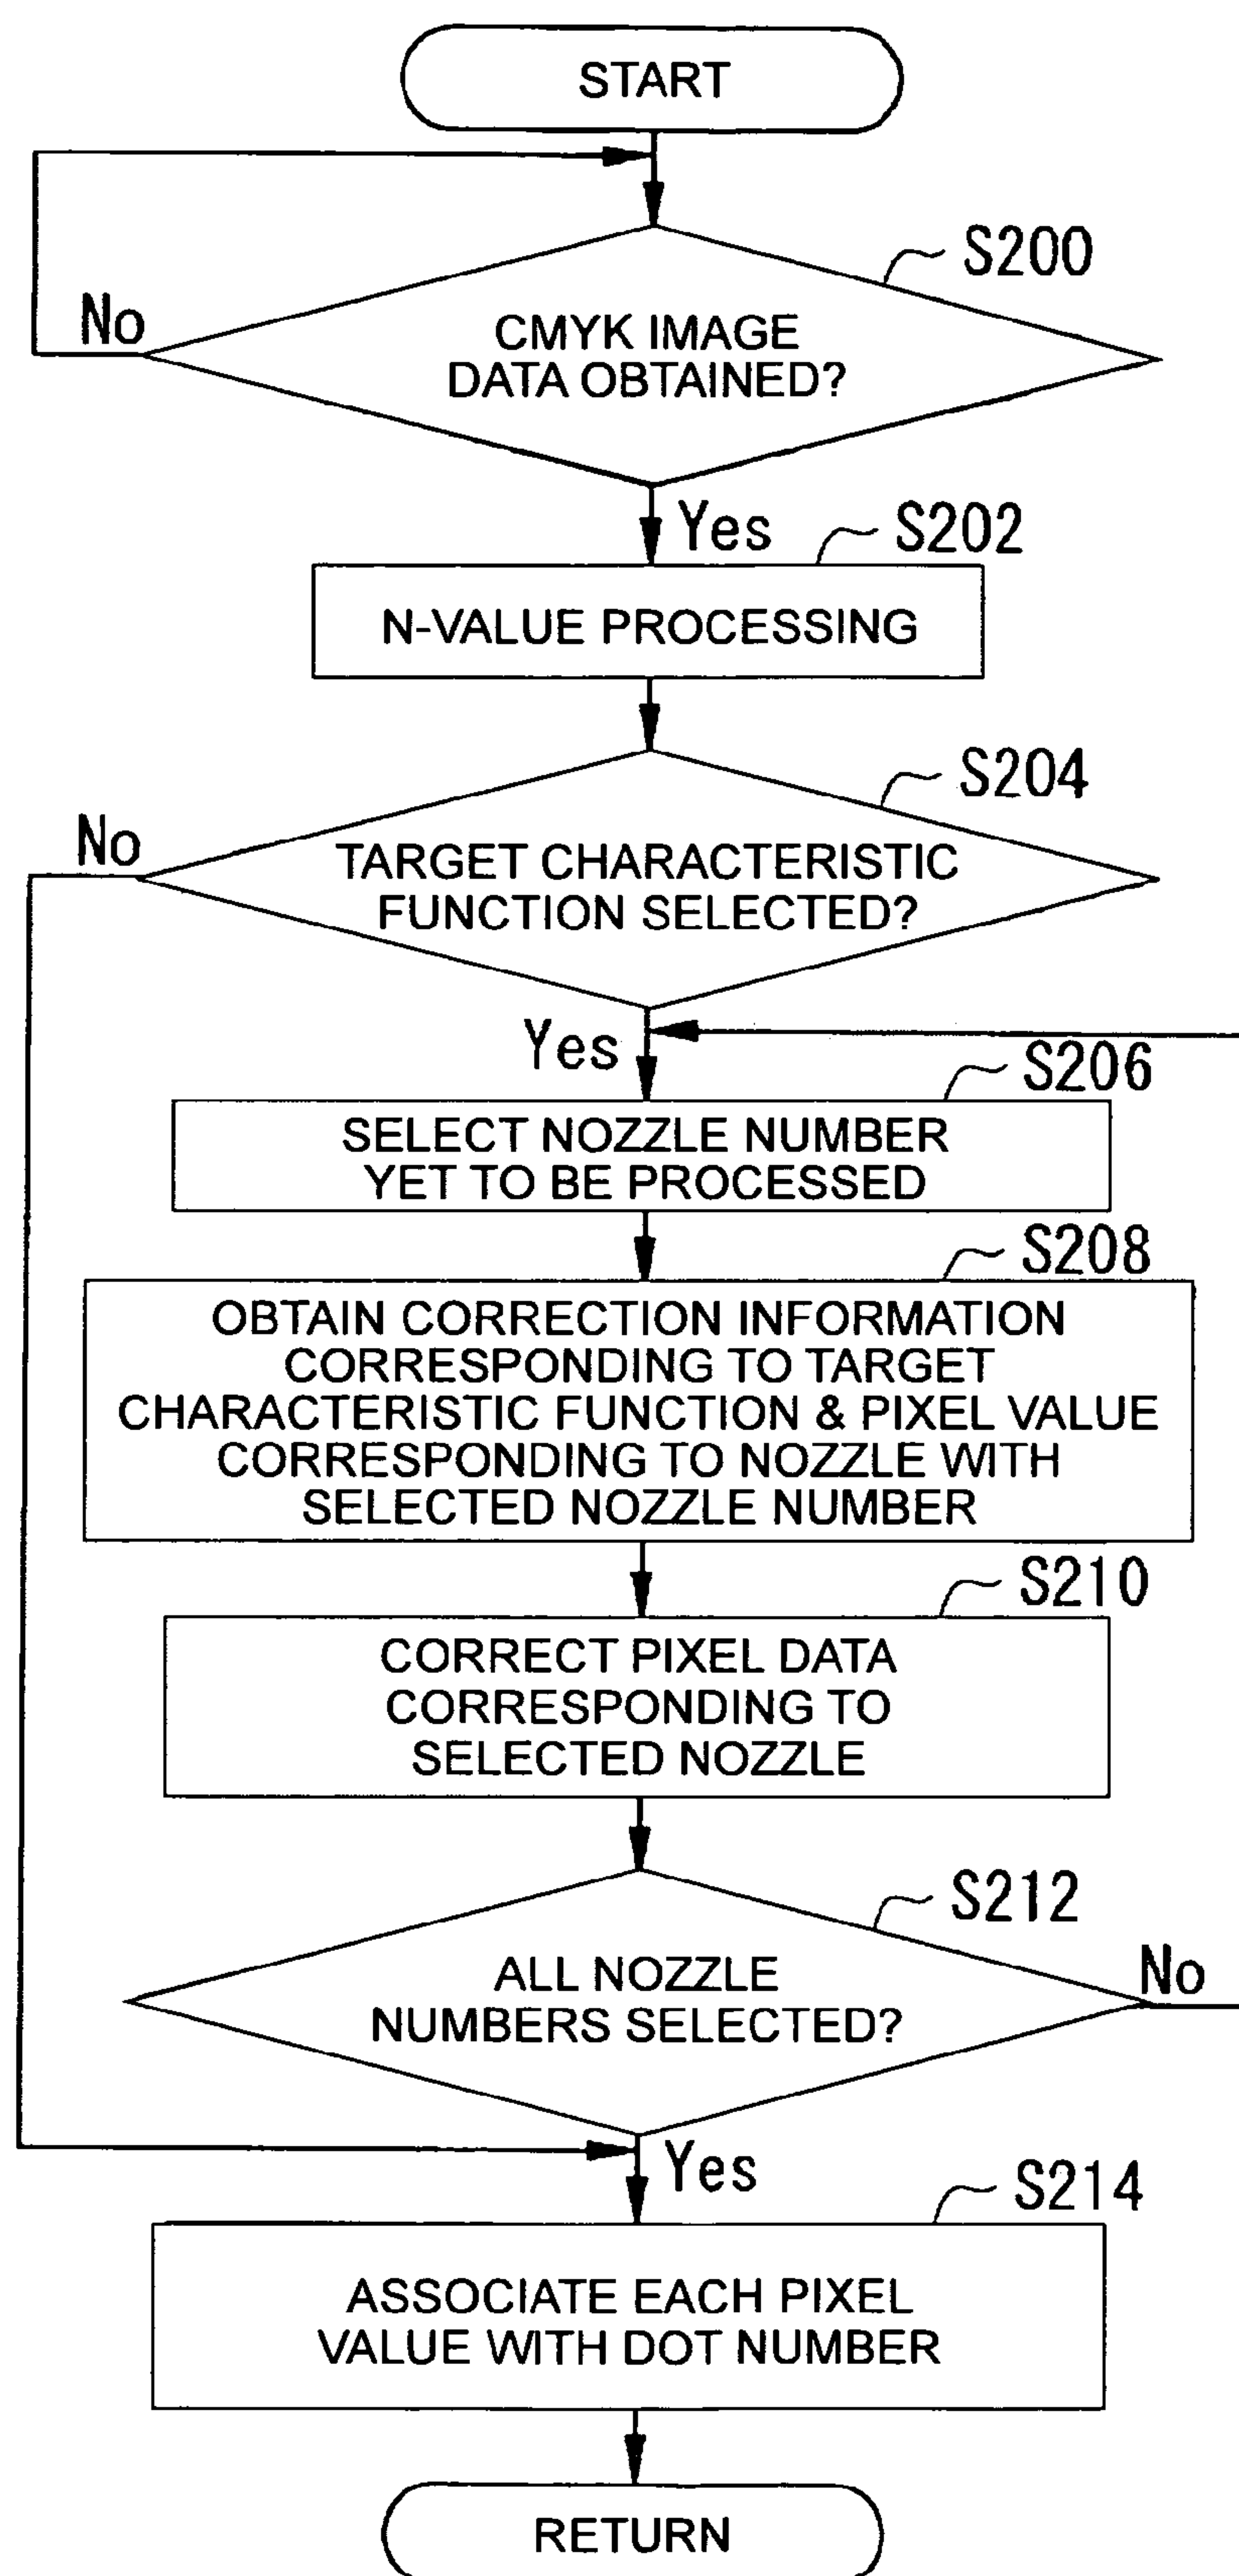 START
S200
No
CMYK IMAGE
DATA OBTAINED?
Yes
S202
N-VALUE PROCESSING
S204
No
TARGET CHARACTERISTIC
FUNCTION SELECTED?
Yes
S206
SELECT NOZZLE NUMBER
YET TO BE PROCESSED
S208
OBTAIN CORRECTION INFORMATION
CORRESPONDING TO TARGET
CHARACTERISTIC FUNCTION & PIXEL VALUE
CORRESPONDING TO NOZZLE WITH
SELECTED NOZZLE NUMBER
S210
CORRECT PIXEL DATA
CORRESPONDING TO
SELECTED NOZZLE
S212
ALL NOZZLE
NUMBERS SELECTED?
No
Yes
S214
ASSOCIATE EACH PIXEL
VALUE WITH DOT NUMBER
RETURN